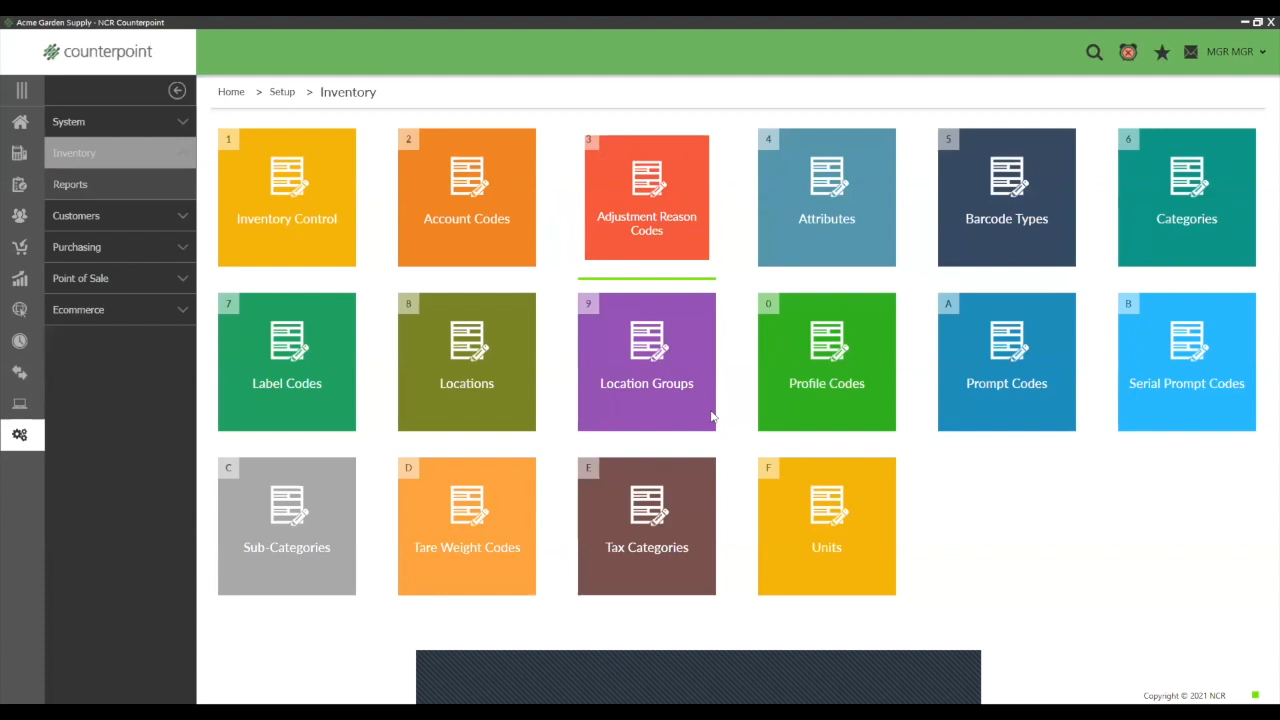 Acme Garden Supply - NCR Counterpoint
counterpoint
MGR MGR
Home > Setup > Inventory
System
Inventory
Reports
Customers
Purchasing
Point of Sale
Ecommerce
1
Inventory Control
2
Account Codes
3
Adjustment Reason
Codes
4
Attributes
5
Barcode Types
6
Categories
7
Label Codes
8
Locations
9
Location Groups
0
Profile Codes
A
Prompt Codes
B
Serial Prompt Codes
C
Sub-Categories
D
Tare Weight Codes
E
Tax Categories
F
Units
Copyright © 2021 NCR